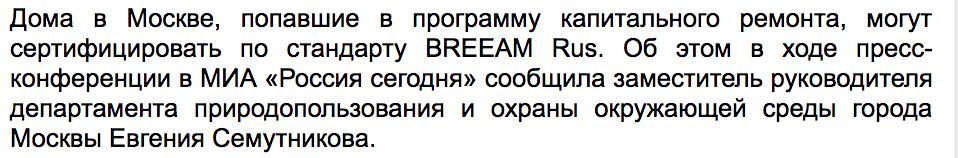 Дома в Москве, попавшие в программу капитального ремонта, могут
сертифицировать по стандарту BREEAM Rus. Об этом в ходе пресс-
конференции в МИА «Россия сегодня» сообщила заместитель руководителя
департамента природопользования и охраны окружающей среды города
Москвы Евгения Семутникова.